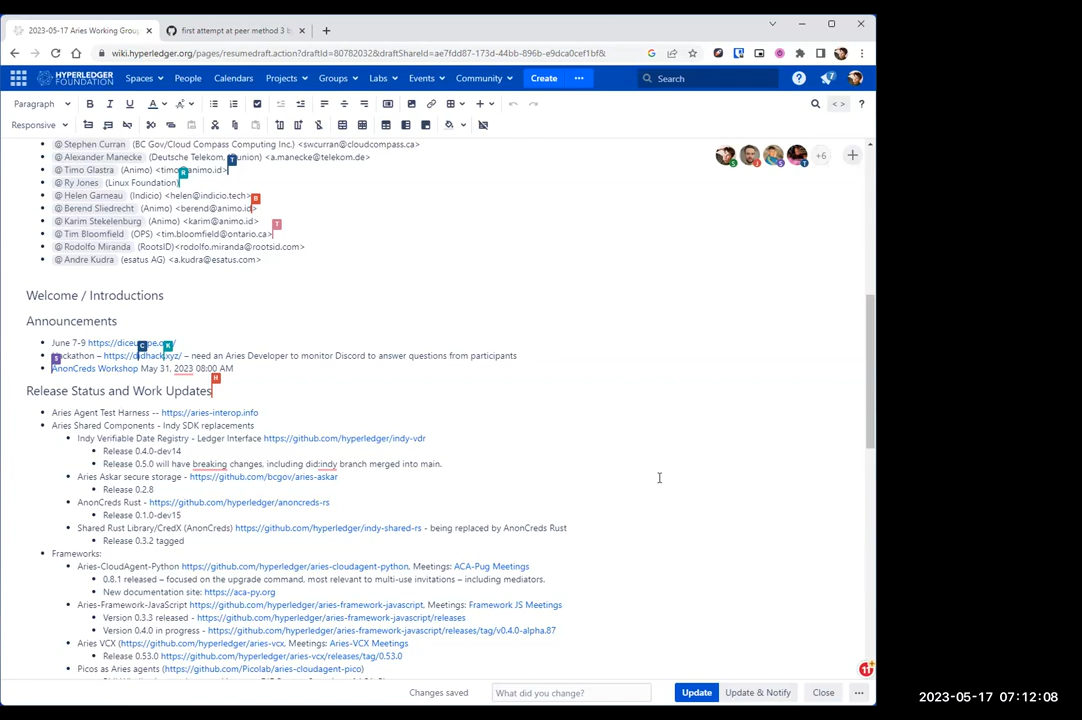 2023-05-17 Aries Working Grou
first attempt at peer method 3 b
wiki.hyperledger.org/pages/resumedraft.action?draftId=80782032&draftShareId=ae7fdd87-173d-44bb-896b-e9dca0cef1bf&
HYPERLEDGER FOUNDATION Spaces People Calendars Projects Groups Labs Events Community Create ··· Search
Paragraph B I U A
Responsive
@ Stephen Curran (BC Gov/Cloud Compass Computing Inc.) <swcurran@cloudcompass.ca>
@ Alexander Manecke (Deutsche Telekom, union) <a.manecke@telekom.de>
@ Timo Glastra (Animo) <timo@animo.id>
@ Ry Jones (Linux Foundation)
@ Helen Garneau (Indicio) <helen@indicio.tech>
@ Berend Sliedrecht (Animo) <berend@animo.id>
@ Karim Stekelenburg (Animo) <karim@animo.id>
@ Tim Bloomfield (OPS) <tim.bloomfield@ontario.ca>
@ Rodolfo Miranda (RootsID)<rodolfo.miranda@rootsid.com>
@ Andre Kudra (esatus AG) <a.kudra@esatus.com>
+6
Welcome / Introductions
Announcements
June 7-9 https://diceurope.
Hackathon – https://didhack.xyz/ – need an Aries Developer to monitor Discord to answer questions from participants
AnonCreds Workshop May 31, 2023 08:00 AM
Release Status and Work Updates
Aries Agent Test Harness -- https://aries-interop.info
Aries Shared Components - Indy SDK replacements
Indy Verifiable Date Registry - Ledger Interface https://github.com/hyperledger/indy-vdr
Release 0.4.0-dev14
Release 0.5.0 will have breaking changes, including did:indy branch merged into main.
Aries Askar secure storage - https://github.com/bcgov/aries-askar
Release 0.2.8
AnonCreds Rust - https://github.com/hyperledger/anoncreds-rs
Release 0.1.0-dev15
Shared Rust Library/CredX (AnonCreds) https://github.com/hyperledger/indy-shared-rs - being replaced by AnonCreds Rust
Release 0.3.2 tagged
Frameworks:
Aries-CloudAgent-Python https://github.com/hyperledger/aries-cloudagent-python, Meetings: ACA-Pug Meetings
0.8.1 released – focused on the upgrade command, most relevant to multi-use invitations – including mediators.
New documentation site: https://aca-py.org
Aries-Framework-JavaScript https://github.com/hyperledger/aries-framework-javascript, Meetings: Framework JS Meetings
Version 0.3.3 released - https://github.com/hyperledger/aries-framework-javascript/releases
Version 0.4.0 in progress - https://github.com/hyperledger/aries-framework-javascript/releases/tag/v0.4.0-alpha.87
Aries VCX (https://github.com/hyperledger/aries-vcx, Meetings: Aries-VCX Meetings
Release 0.53.0 https://github.com/hyperledger/aries-vcx/releases/tag/0.53.0
Picos as Aries agents (https://github.com/Picolab/aries-cloudagent-pico)
Changes saved What did you change? Update Update & Notify Close ···
2023-05-17 07:12:08